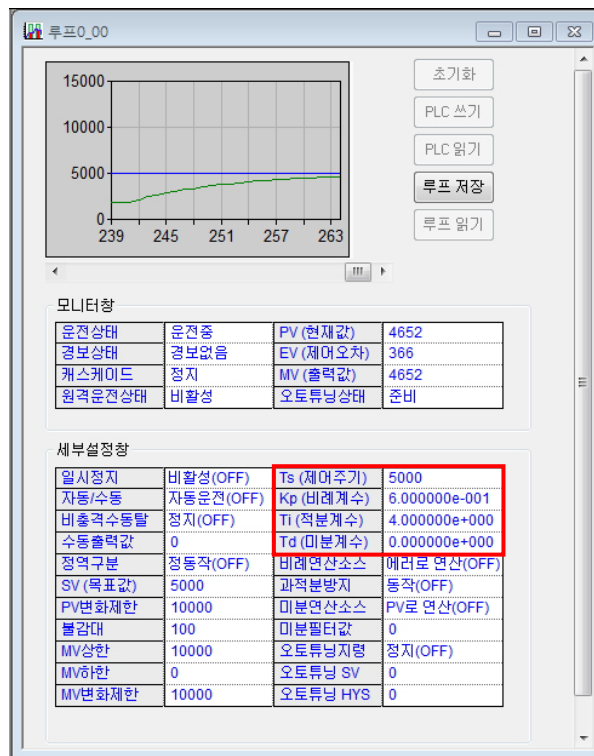 루프0_00
15000
10000
5000
0
239 245 251 257 263
초기화
PLC 쓰기
PLC 읽기
루프 저장
루프 읽기
모니터창
운전상태 운전중 PV (현재값) 4652
경보상태 경보없음 EV (제어오차) 366
캐스케이드 정지 MV (출력값) 4652
원격운전상태 비활성 오토튜닝상태 준비
세부설정창
일시정지 비활성(OFF) Ts (제어주기) 5000
자동/수동 자동운전(OFF) Kp (비례계수) 6.000000e-001
비충격수동탈 정지(OFF) Ti (적분계수) 4.000000e+000
수동출력값 0 Td (미분계수) 0.000000e+000
정역구분 정동작(OFF) 비례연산소스 에러로 연산(OFF)
SV (목표값) 5000 과적분방지 동작(OFF)
PV변화제한 10000 미분연산소스 PV로 연산(OFF)
불감대 100 미분필터값 0
MV상한 10000 오토튜닝지령 정지(OFF)
MV하한 0 오토튜닝 SV 0
MV변화제한 10000 오토튜닝 HYS 0